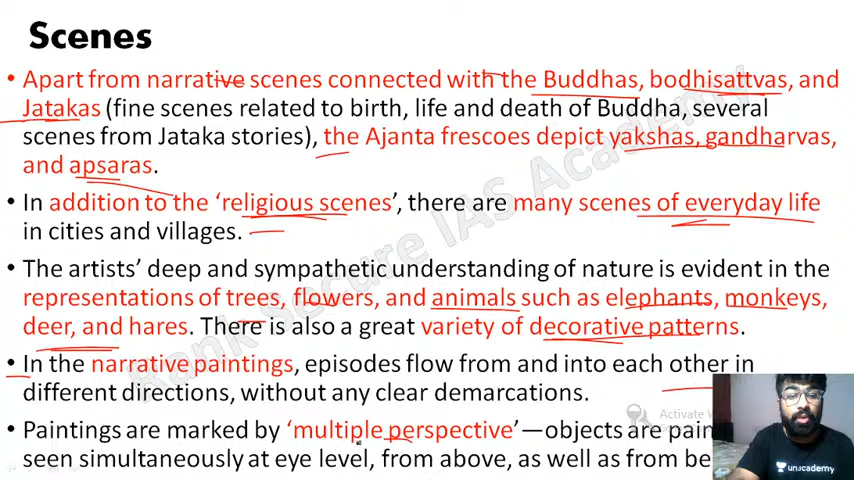 Scenes
• Apart from narrative scenes connected with the Buddhas, bodhisattvas, and
Jatakas (fine scenes related to birth, life and death of Buddha, several
scenes from Jataka stories), the Ajanta frescoes depict yakshas, gandharvas,
and apsaras.
• In addition to the ‘religious scenes’, there are many scenes of everyday life
in cities and villages.
• The artists’ deep and sympathetic understanding of nature is evident in the
representations of trees, flowers, and animals such as elephants, monkeys,
deer, and hares. There is also a great variety of decorative patterns.
• In the narrative paintings, episodes flow from and into each other in
different directions, without any clear demarcations.
• Paintings are marked by ‘multiple perspective’—objects are
seen simultaneously at eye level, from above, as well as from
Rank Secure IAS Academy
Activate
unacademy